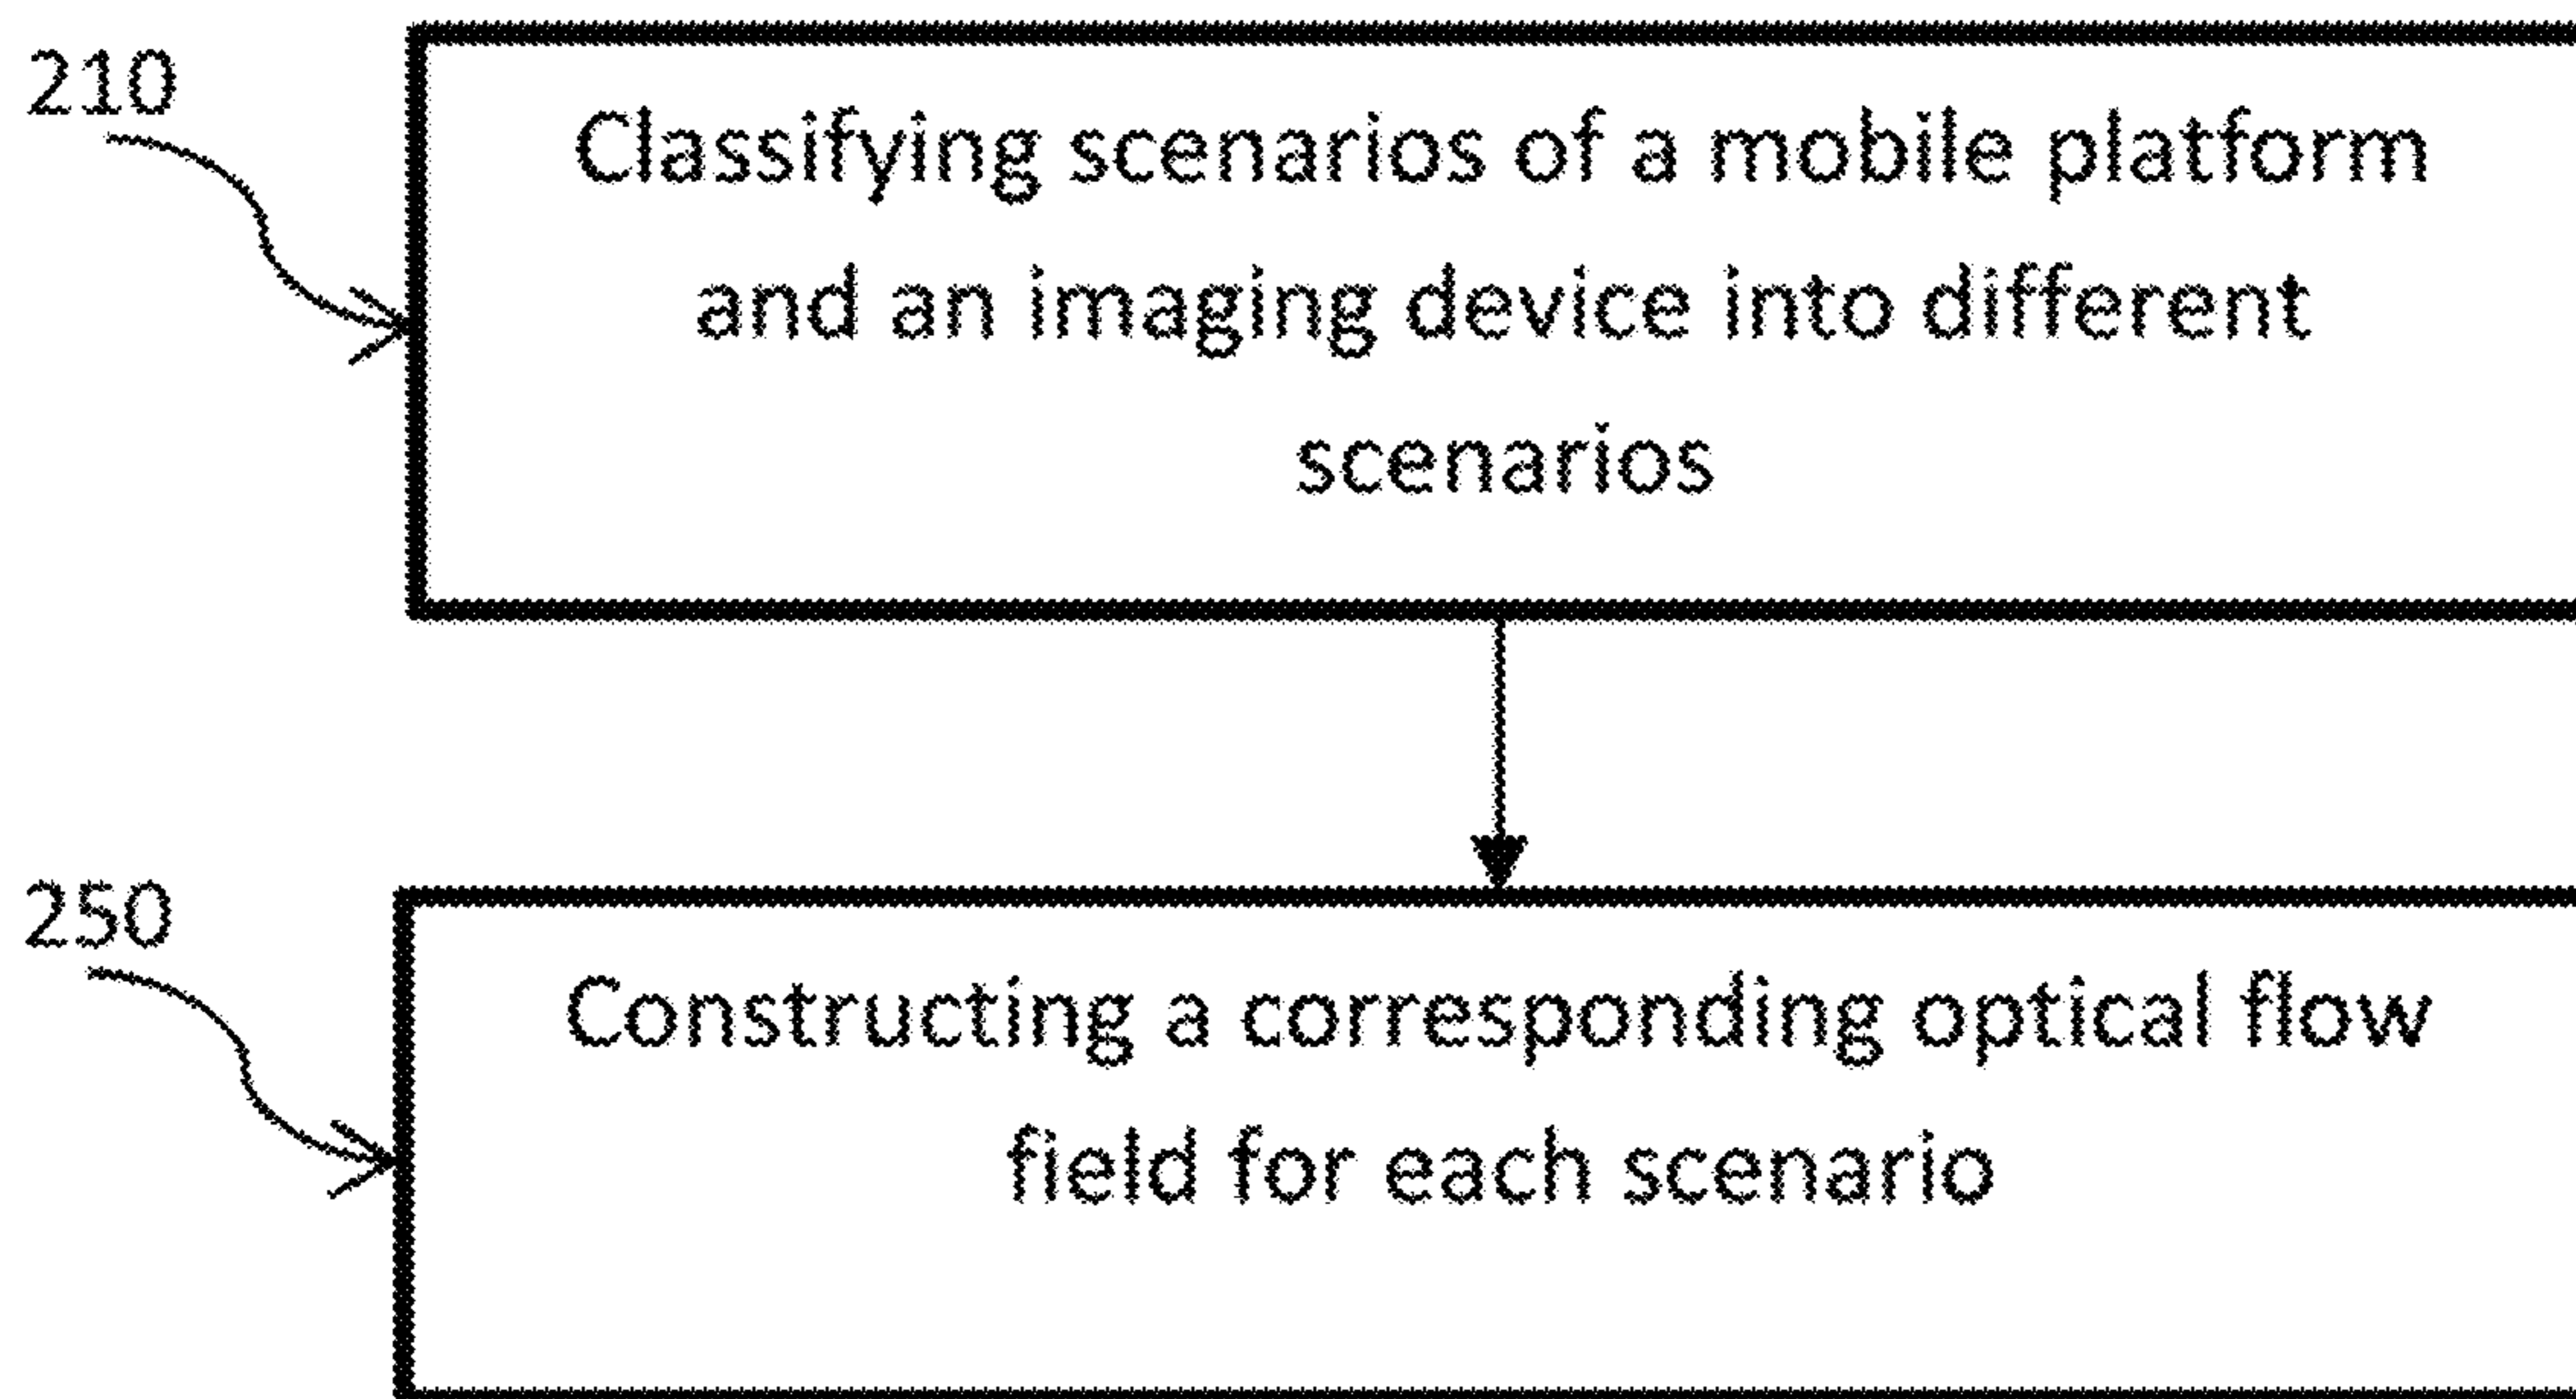 210
Classifying scenarios of a mobile platform
and an imaging device into different
scenarios
250
Constructing a corresponding optical flow
field for each scenario